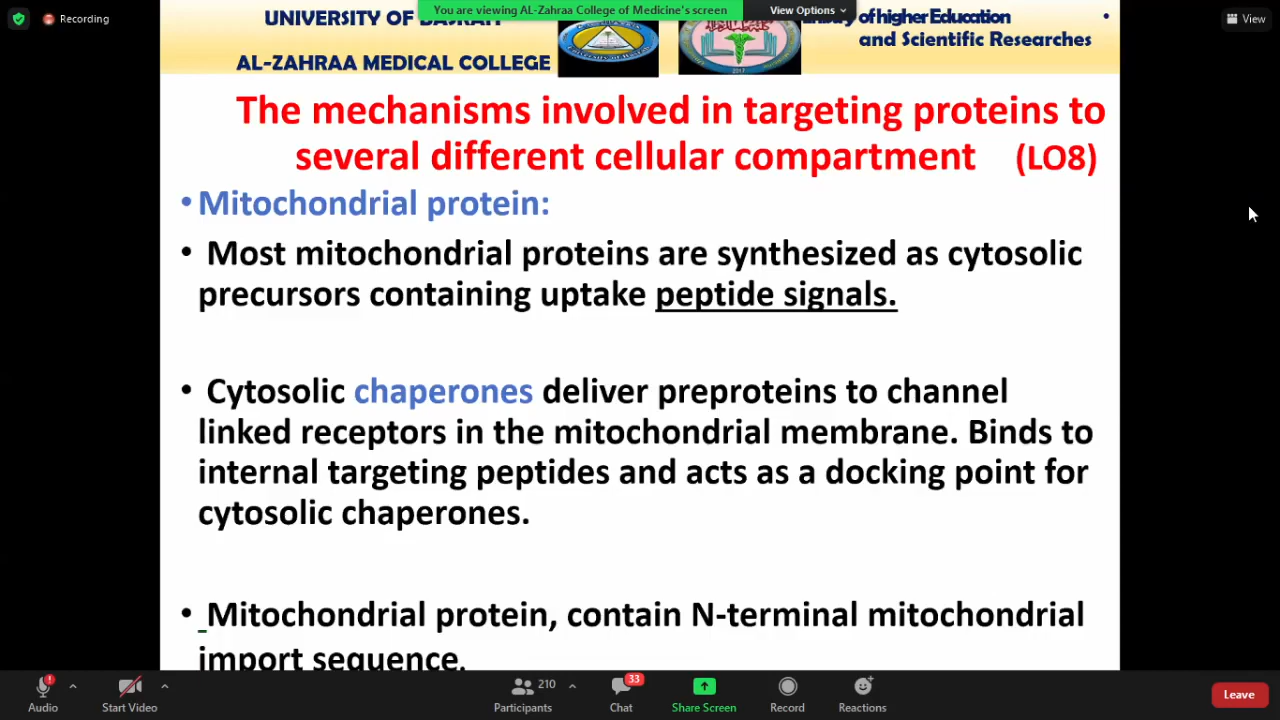 Recording
You are viewing AL-Zahraa College of Medicine's screen
View Options
View
UNIVERSITY OF BASRAH
of higher Education
and Scientific Researches
AL-ZAHRAA MEDICAL COLLEGE
2017
The mechanisms involved in targeting proteins to
several different cellular compartment (LO8)
• Mitochondrial protein:
• Most mitochondrial proteins are synthesized as cytosolic
precursors containing uptake peptide signals.
• Cytosolic chaperones deliver preproteins to channel
linked receptors in the mitochondrial membrane. Binds to
internal targeting peptides and acts as a docking point for
cytosolic chaperones.
• Mitochondrial protein, contain N-terminal mitochondrial
import sequence.
Audio
Start Video
210
Participants
33
Chat
Share Screen
Record
Reactions
Leave